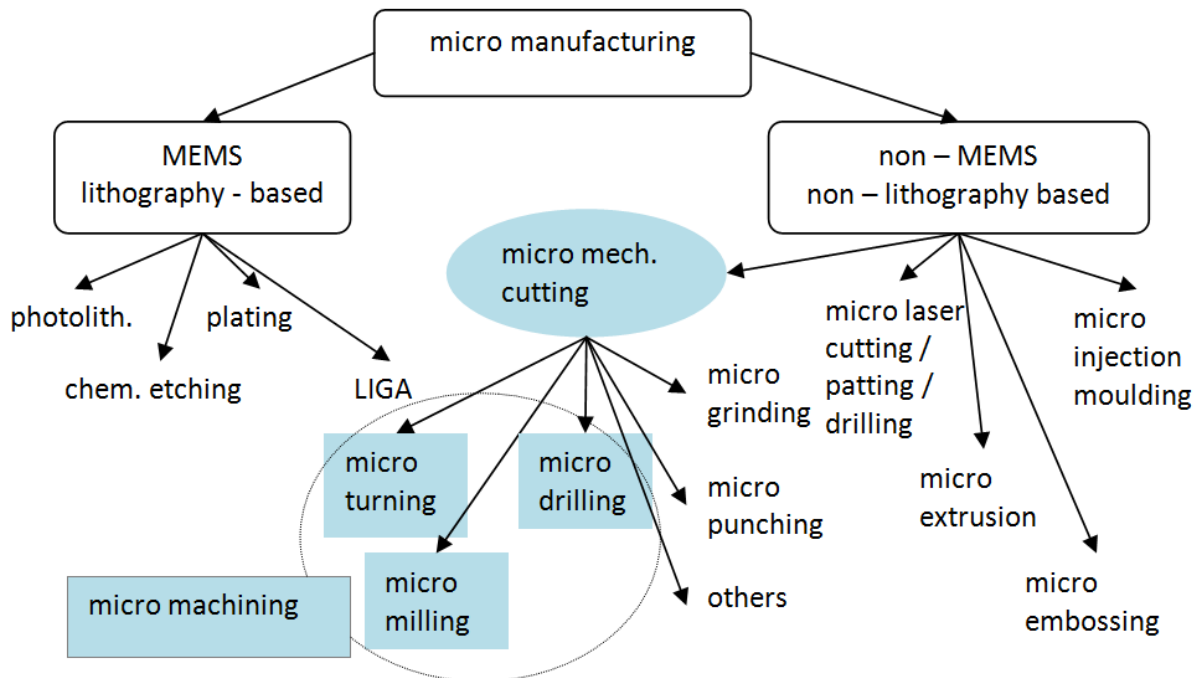 micro manufacturing
MEMS
lithography - based
non – MEMS
non – lithography based
micro mech.
cutting
photolith.
plating
chem. etching
LIGA
micro laser
cutting /
patting /
drilling
micro
injection
moulding
micro
grinding
micro
turning
micro
drilling
micro
punching
micro
extrusion
micro machining
micro
milling
others
micro
embossing